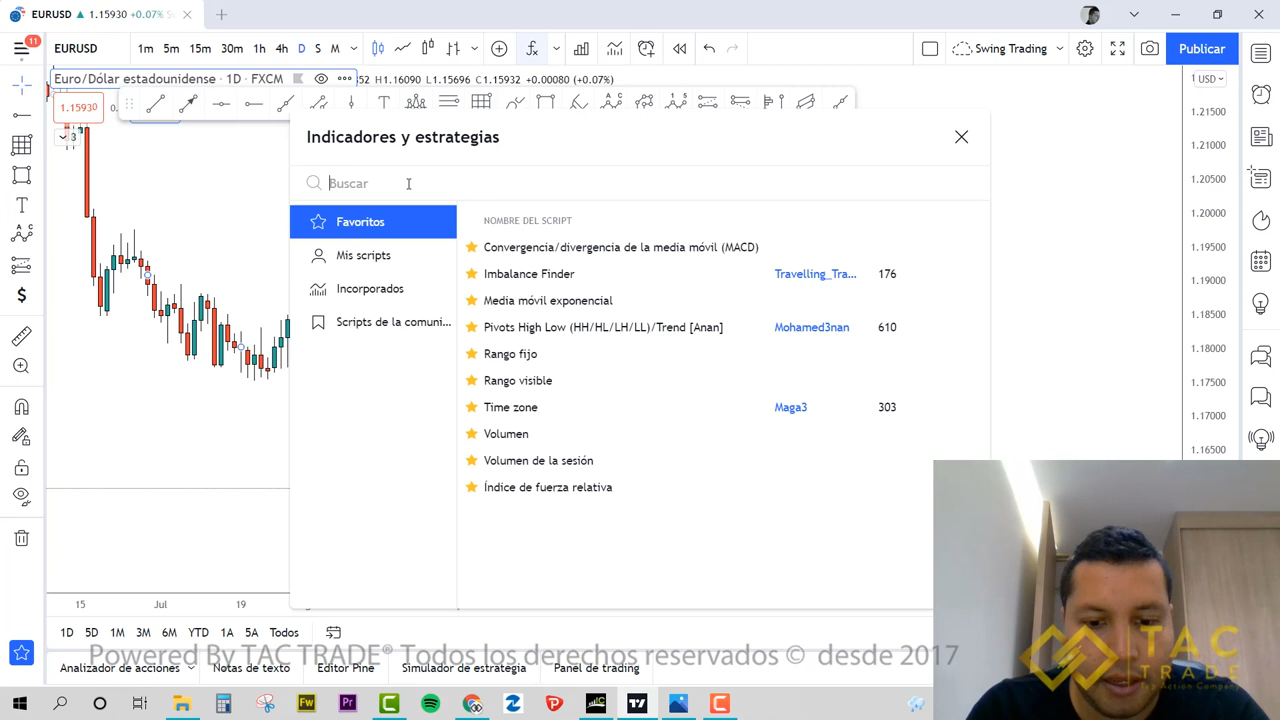 EURUSD ▲ 1.15930 +0.07%
11
EURUSD
1m 5m 15m 30m 1h 4h D S M
Swing Trading
Publicar
Euro/Dólar estadounidense · 1D · FXCM
H1.16090 L1.15696 C1.15932 +0.00080 (+0.07%)
USD
1.15930
3
1.21500
1.21000
1.20500
1.20000
1.19500
1.19000
1.18500
1.18000
1.17500
1.17000
1.16500
Indicadores y estrategias
Buscar
Favoritos
Mis scripts
Incorporados
Scripts de la comuni...
NOMBRE DEL SCRIPT
Convergencia/divergencia de la media móvil (MACD)
Imbalance Finder Travelling_Tra... 176
Media móvil exponencial
Pivots High Low (HH/HL/LH/LL)/Trend [Anan] Mohamed3nan 610
Rango fijo
Rango visible
Time zone Maga3 303
Volumen
Volumen de la sesión
Índice de fuerza relativa
15 Jul 19
1D 5D 1M 3M 6M YTD 1A 5A Todos
Powered By TAC TRADE® Todos los derechos reservados © desde 2017
Analizador de acciones Notas de texto Editor Pine Simulador de estrategia Panel de trading
TAC
TRADE
Top Action Company